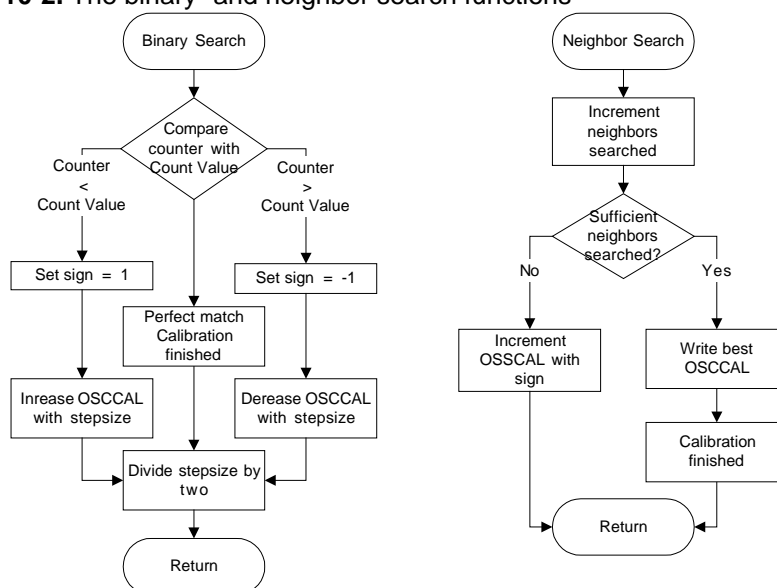 10-2. The binary- and neighbor search functions
Binary Search
Compare
counter with
Count Value
Counter
<
Count Value
Counter
>
Count Value
Set sign = 1
Set sign = -1
Perfect match
Calibration
finished
Inrease OSCCAL
with stepsize
Derease OSCCAL
with stepsize
Divide stepsize by
two
Return
Neighbor Search
Increment
neighbors
searched
Sufficient
neighbors
searched?
No
Yes
Increment
OSSCAL with
sign
Write best
OSCCAL
Calibration
finished
Return